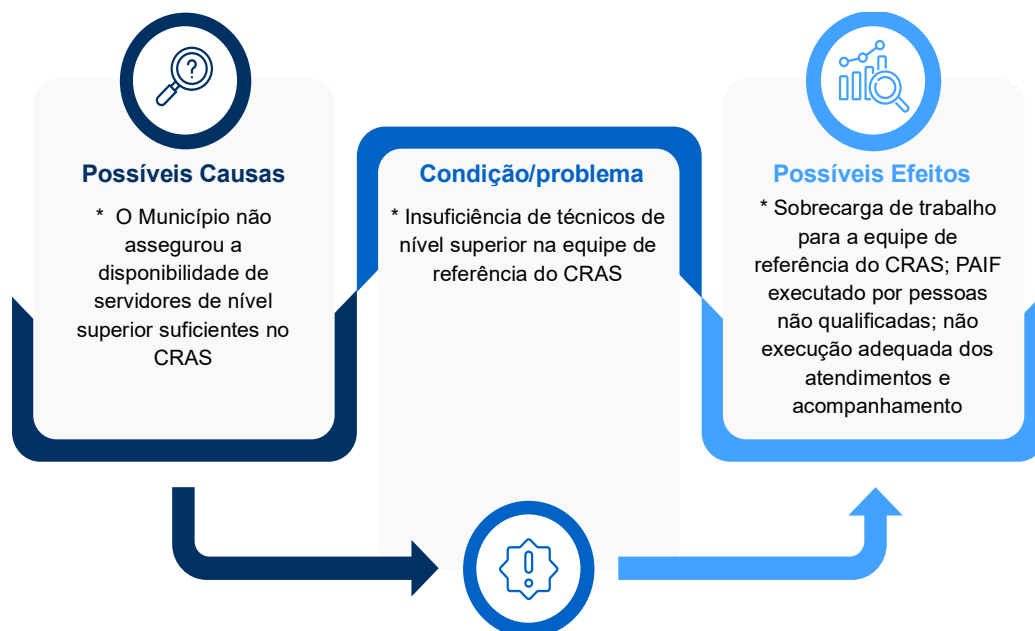 Possíveis Causas
* O Município não
assegurou a
disponibilidade de
servidores de nível
superior suficientes no
CRAS
Condição/problema
* Insuficiência de técnicos de
nível superior na equipe de
referência do CRAS
Possíveis Efeitos
* Sobrecarga de trabalho
para a equipe de
referência do CRAS; PAIF
executado por pessoas
não qualificadas; não
execução adequada dos
atendimentos e
acompanhamento